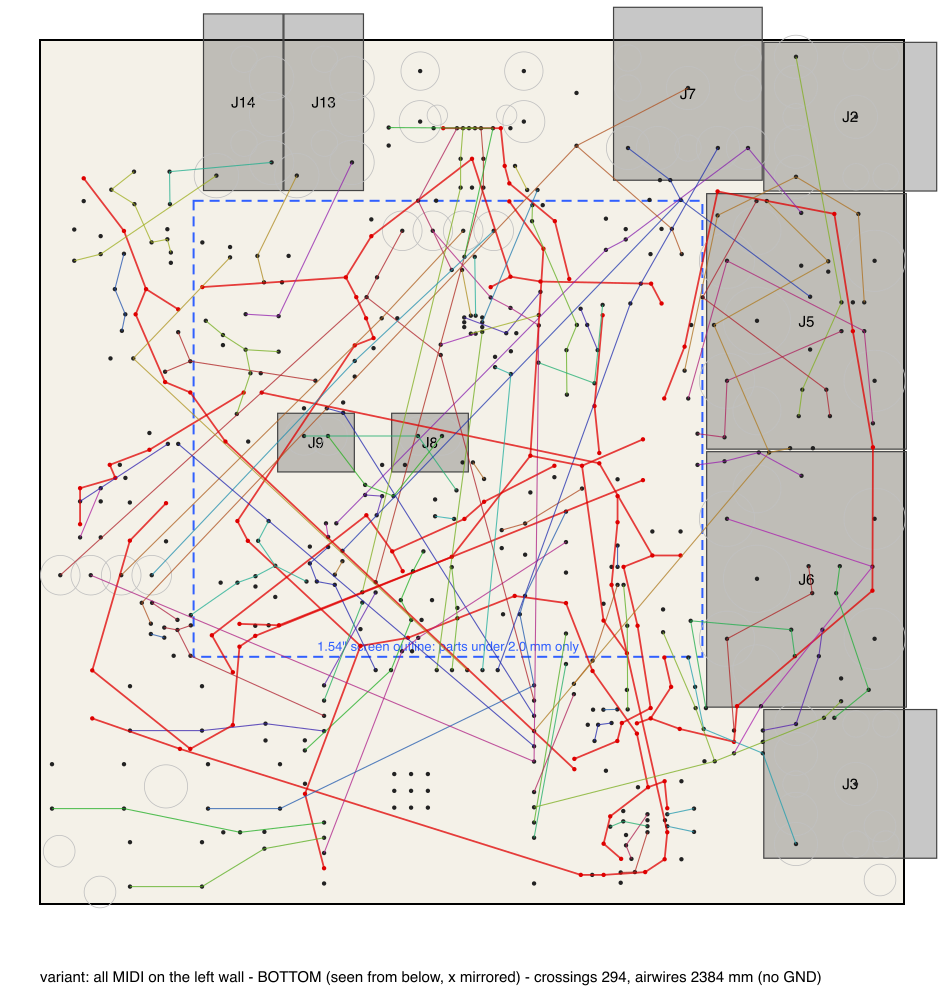 J14
J13
J7
J2
J5
J9
J8
J6
1.54" screen outline: parts under 2.0 mm only
J3
variant: all MIDI on the left wall - BOTTOM (seen from below, x mirrored) - crossings 294, airwires 2384 mm (no GND)